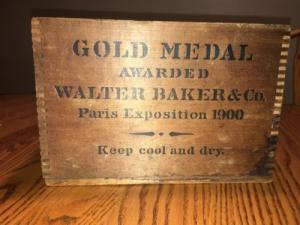 GOLD MEDAL
AWARDED
WALTER BAKER & Co.
Paris Exposition 1900
Keep cool and dry.